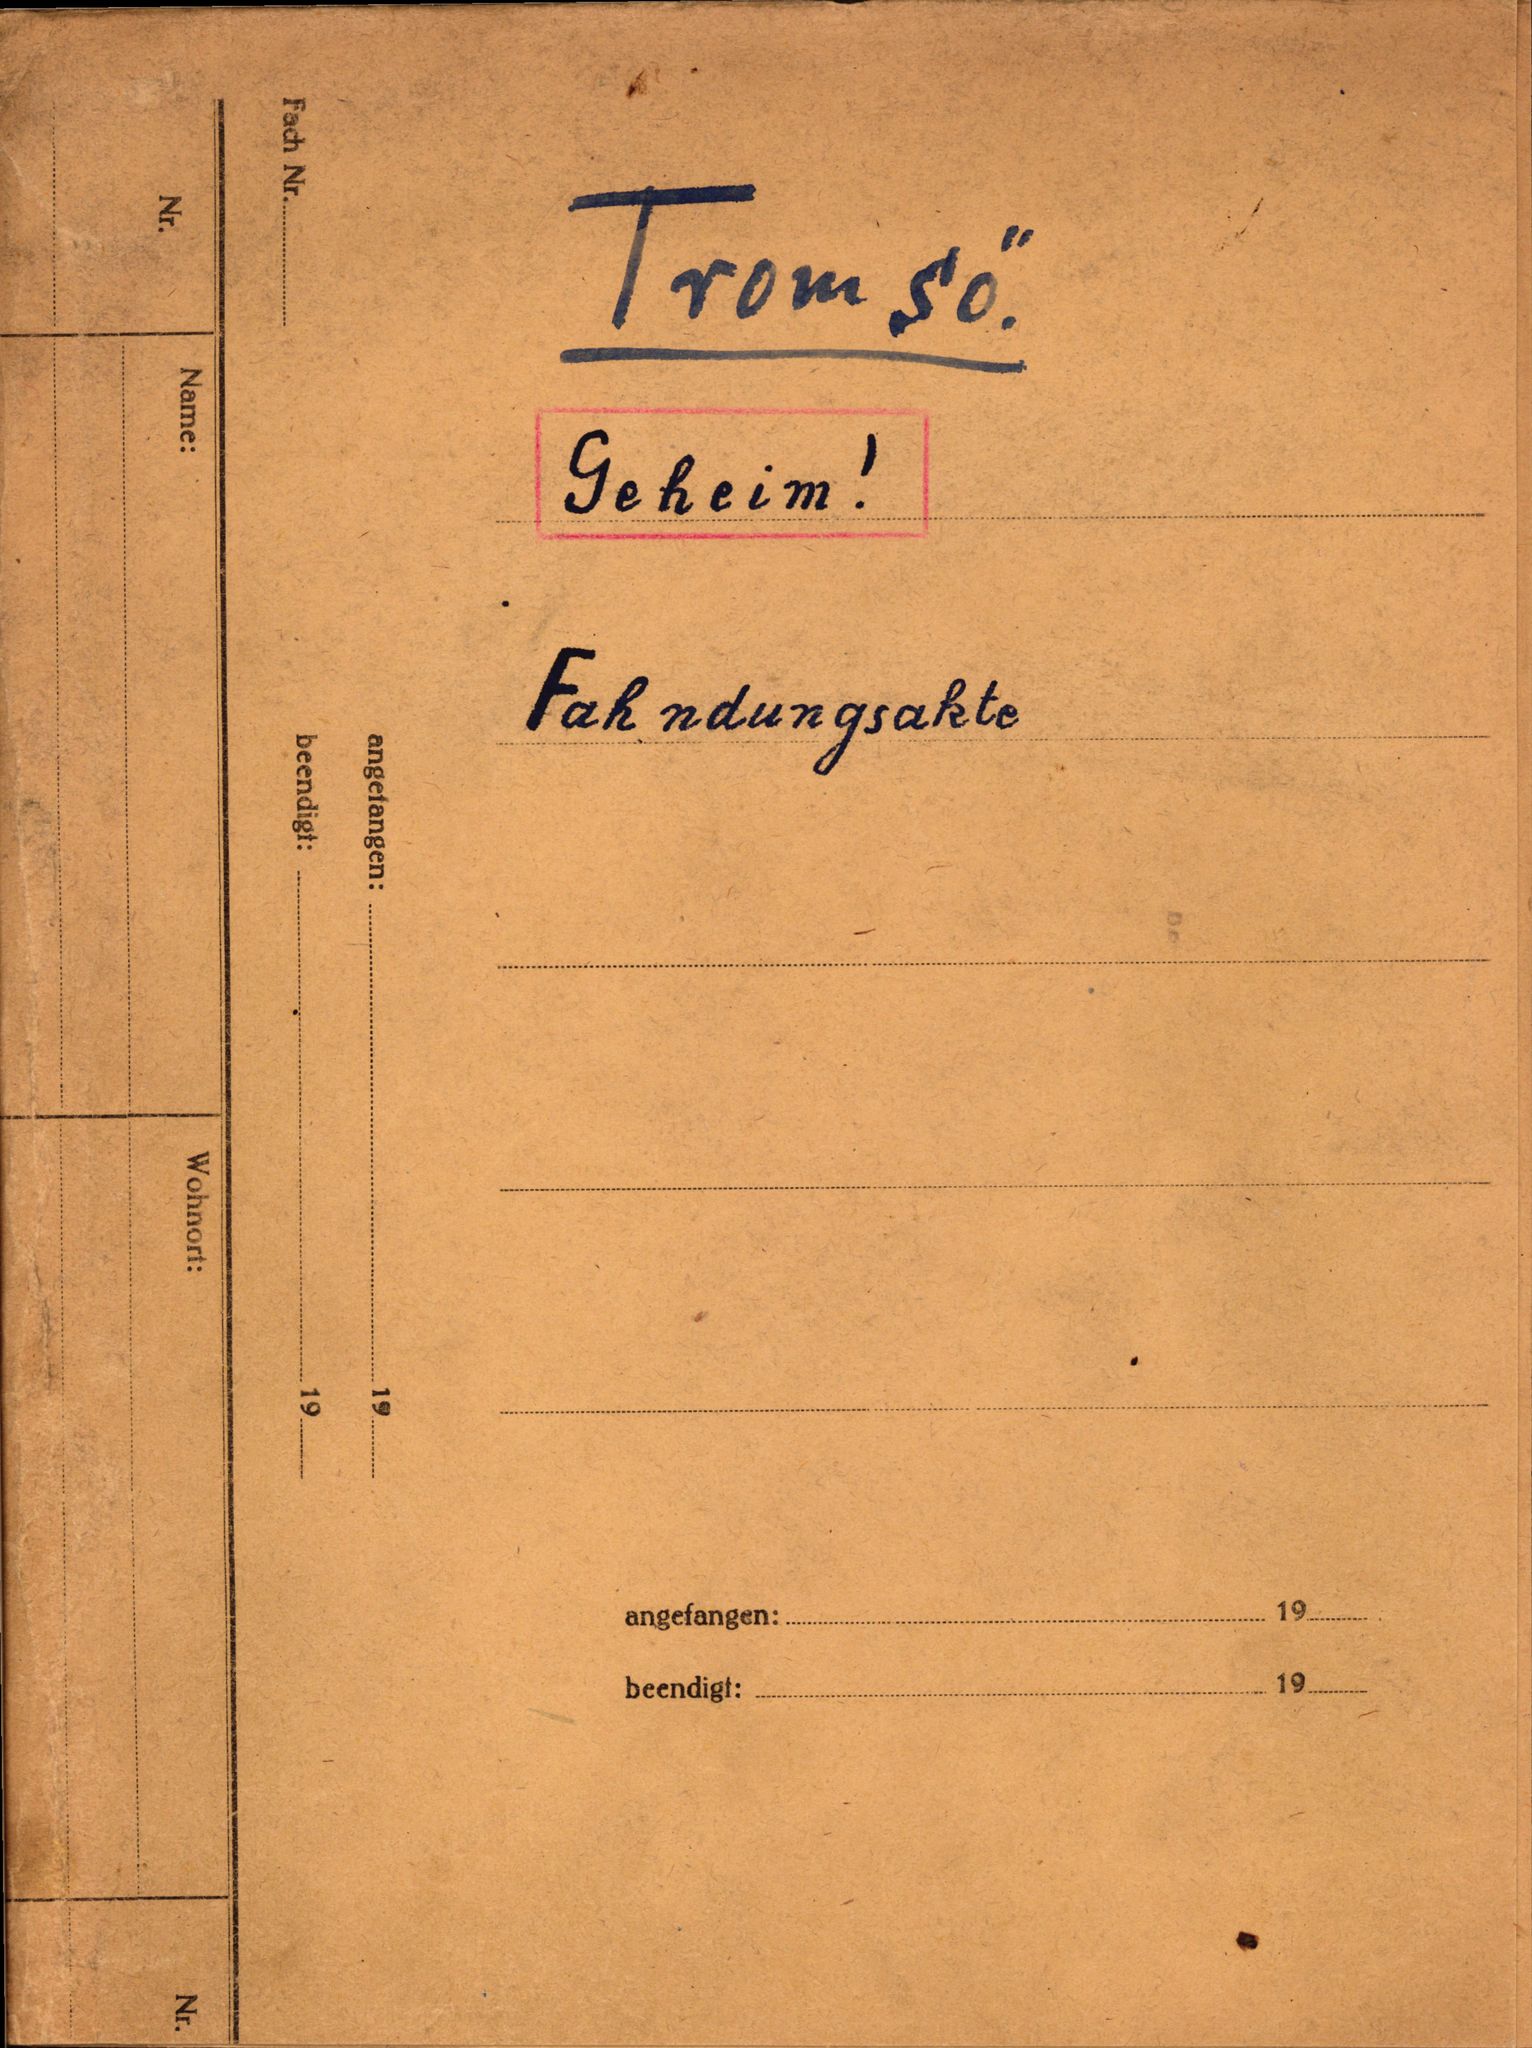 Tromsö.
Geheim!
Fahndungsakte
angefangen: 19
beendigt: 19
Fach Nr.
angefangen: 19
beendigt: 19
Nr.
Name:
Wohnort:
Nr.